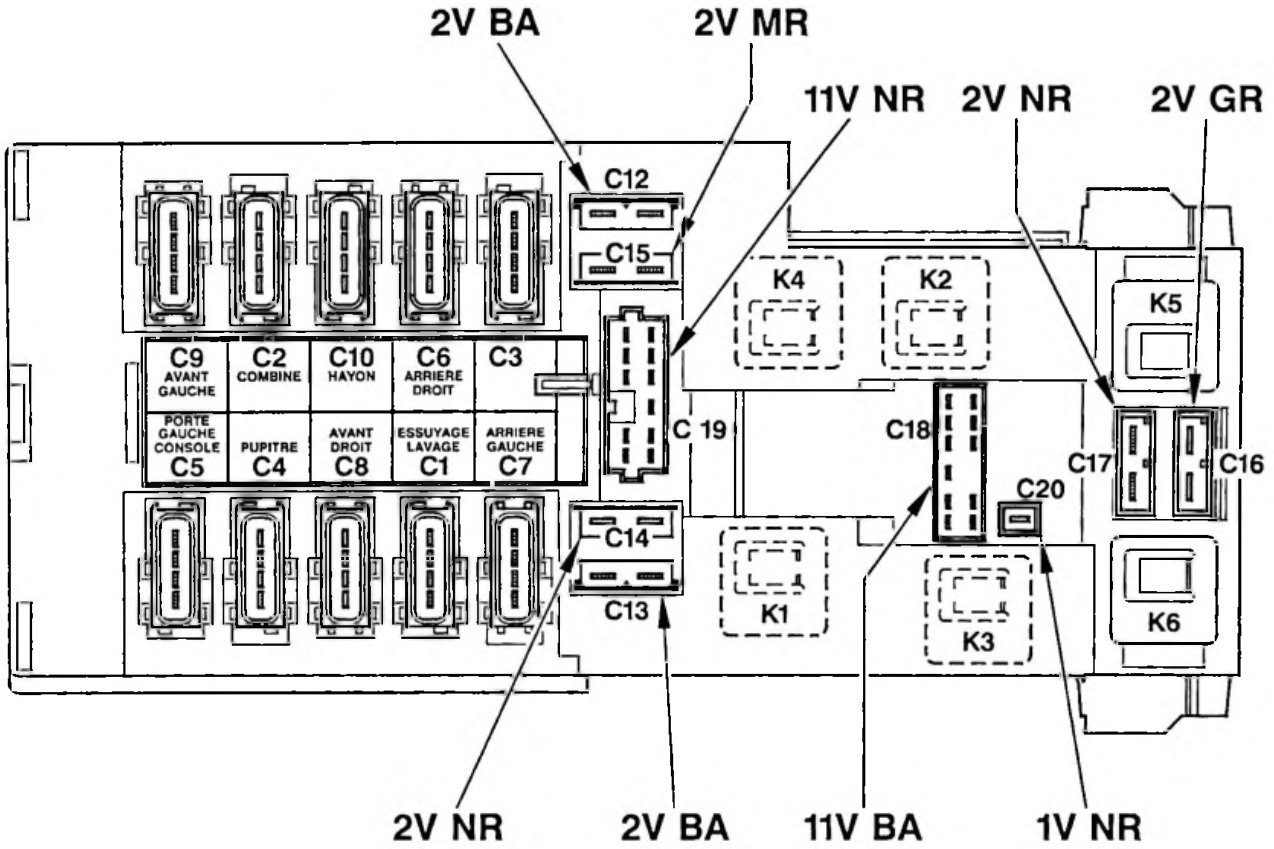 2V BA
2V MR
11V NR
2V NR
2V GR
C12
C15
K4
K2
K5
C9
AVANT
GAUCHE
C2
COMBINE
C10
HAYON
C6
ARRIERE
DROIT
C3
PORTE
GAUCHE
CONSOLE
C5
PUPITRE
C4
AVANT
DROIT
C8
ESSUYAGE
LAVAGE
C1
ARRIERE
GAUCHE
C7
C 19
C18
C20
C17
C16
C14
C13
K1
K3
K6
2V NR
2V BA
11V BA
1V NR